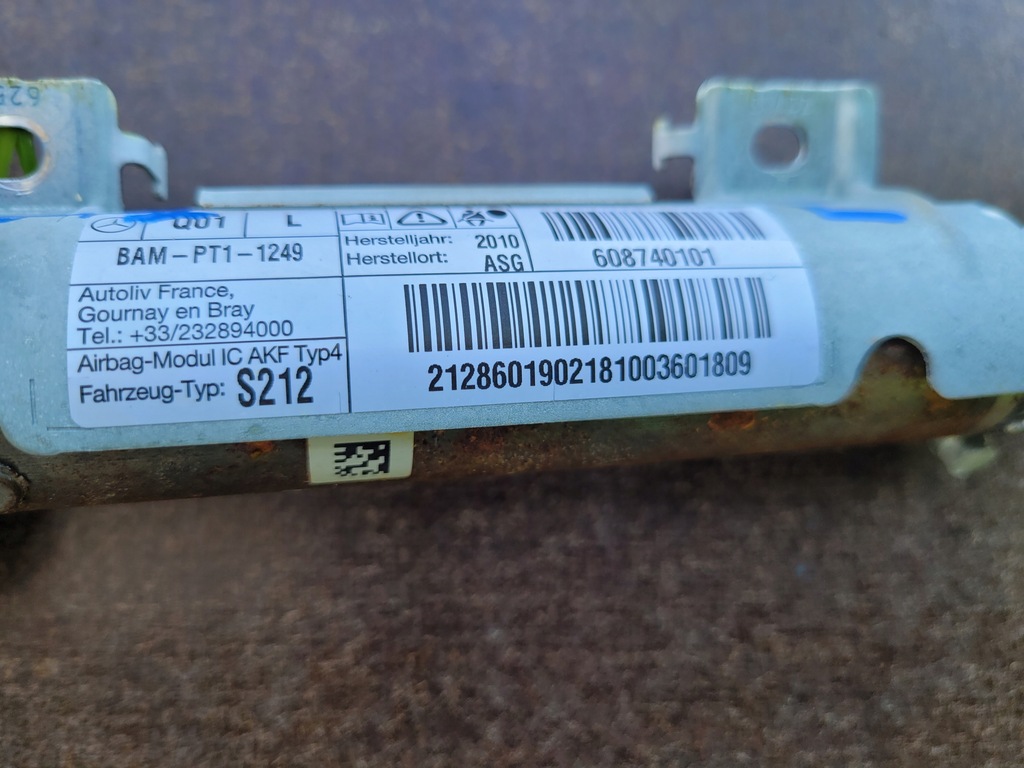 625
Q01 L
BAM-PT1-1249
Herstelljahr: 2010
Herstellort: ASG
608740101
Autoliv France,
Gournay en Bray
Tel.: +33/232894000
Airbag-Modul IC AKF Typ4
Fahrzeug-Typ: S212
2128601902181003601809